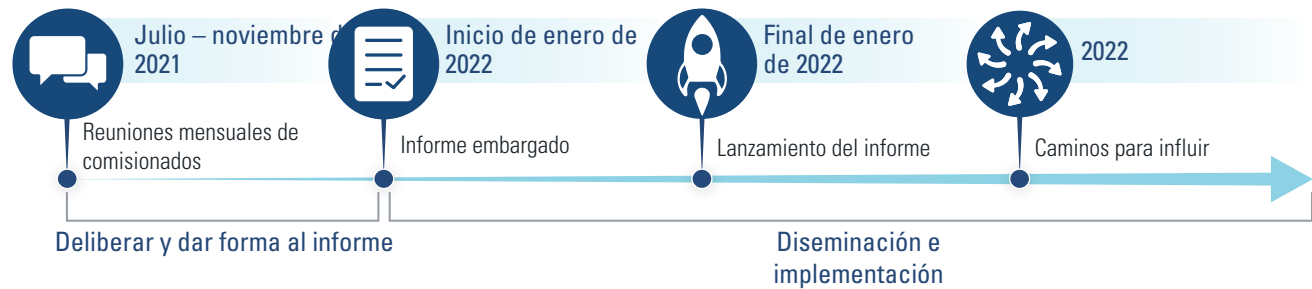 Julio – noviembre d
2021
Reuniones mensuales de
comisionados
Inicio de enero de
2022
Informe embargado
Final de enero
de 2022
Lanzamiento del informe
2022
Caminos para influir
Deliberar y dar forma al informe
Diseminación e
implementación